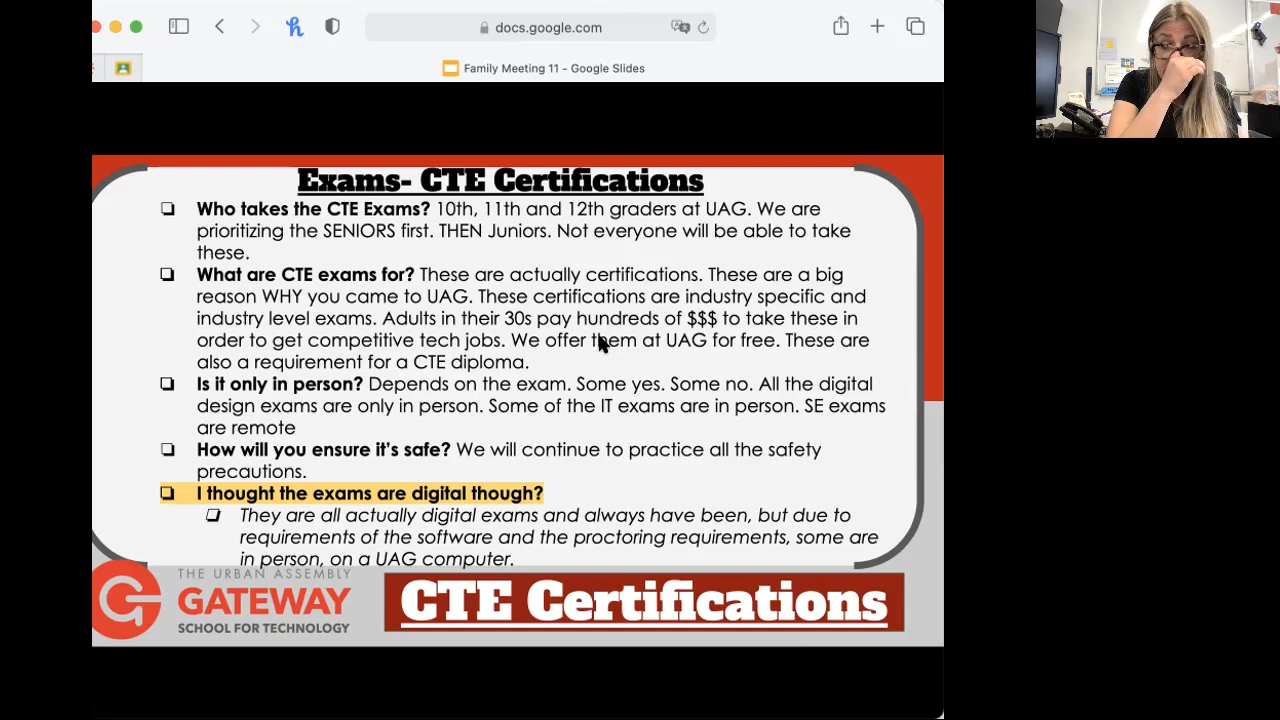 docs.google.com
Family Meeting 11 - Google Slides
Exams- CTE Certifications
❏ Who takes the CTE Exams? 10th, 11th and 12th graders at UAG. We are
prioritizing the SENIORS first. THEN Juniors. Not everyone will be able to take
these.
❏ What are CTE exams for? These are actually certifications. These are a big
reason WHY you came to UAG. These certifications are industry specific and
industry level exams. Adults in their 30s pay hundreds of $$$ to take these in
order to get competitive tech jobs. We offer them at UAG for free. These are
also a requirement for a CTE diploma.
❏ Is it only in person? Depends on the exam. Some yes. Some no. All the digital
design exams are only in person. Some of the IT exams are in person. SE exams
are remote
❏ How will you ensure it's safe? We will continue to practice all the safety
precautions.
❏ I thought the exams are digital though?
❏ They are all actually digital exams and always have been, but due to
requirements of the software and the proctoring requirements, some are
in person, on a UAG computer.
THE URBAN ASSEMBLY
GATEWAY
SCHOOL FOR TECHNOLOGY
CTE Certifications